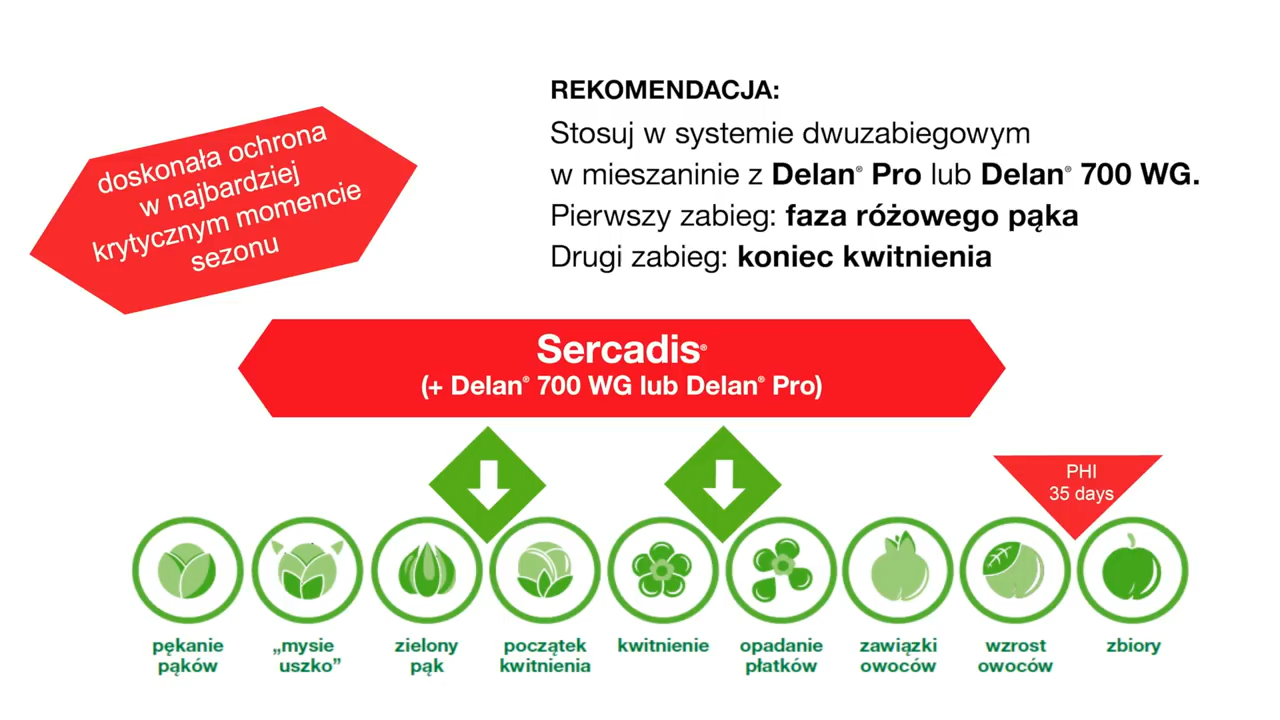 doskonała ochrona
w najbardziej
krytycznym momencie
sezonu
REKOMENDACJA:
Stosuj w systemie dwuzabiegowym
w mieszaninie z Delan® Pro lub Delan® 700 WG.
Pierwszy zabieg: faza różowego pąka
Drugi zabieg: koniec kwitnienia
Sercadis®
(+ Delan® 700 WG lub Delan® Pro)
PHI
35 days
pękanie
pąków
„mysie
uszko”
zielony
pąk
początek
kwitnienia
kwitnienie
opadanie
płatków
zawiązki
owoców
wzrost
owoców
zbiory